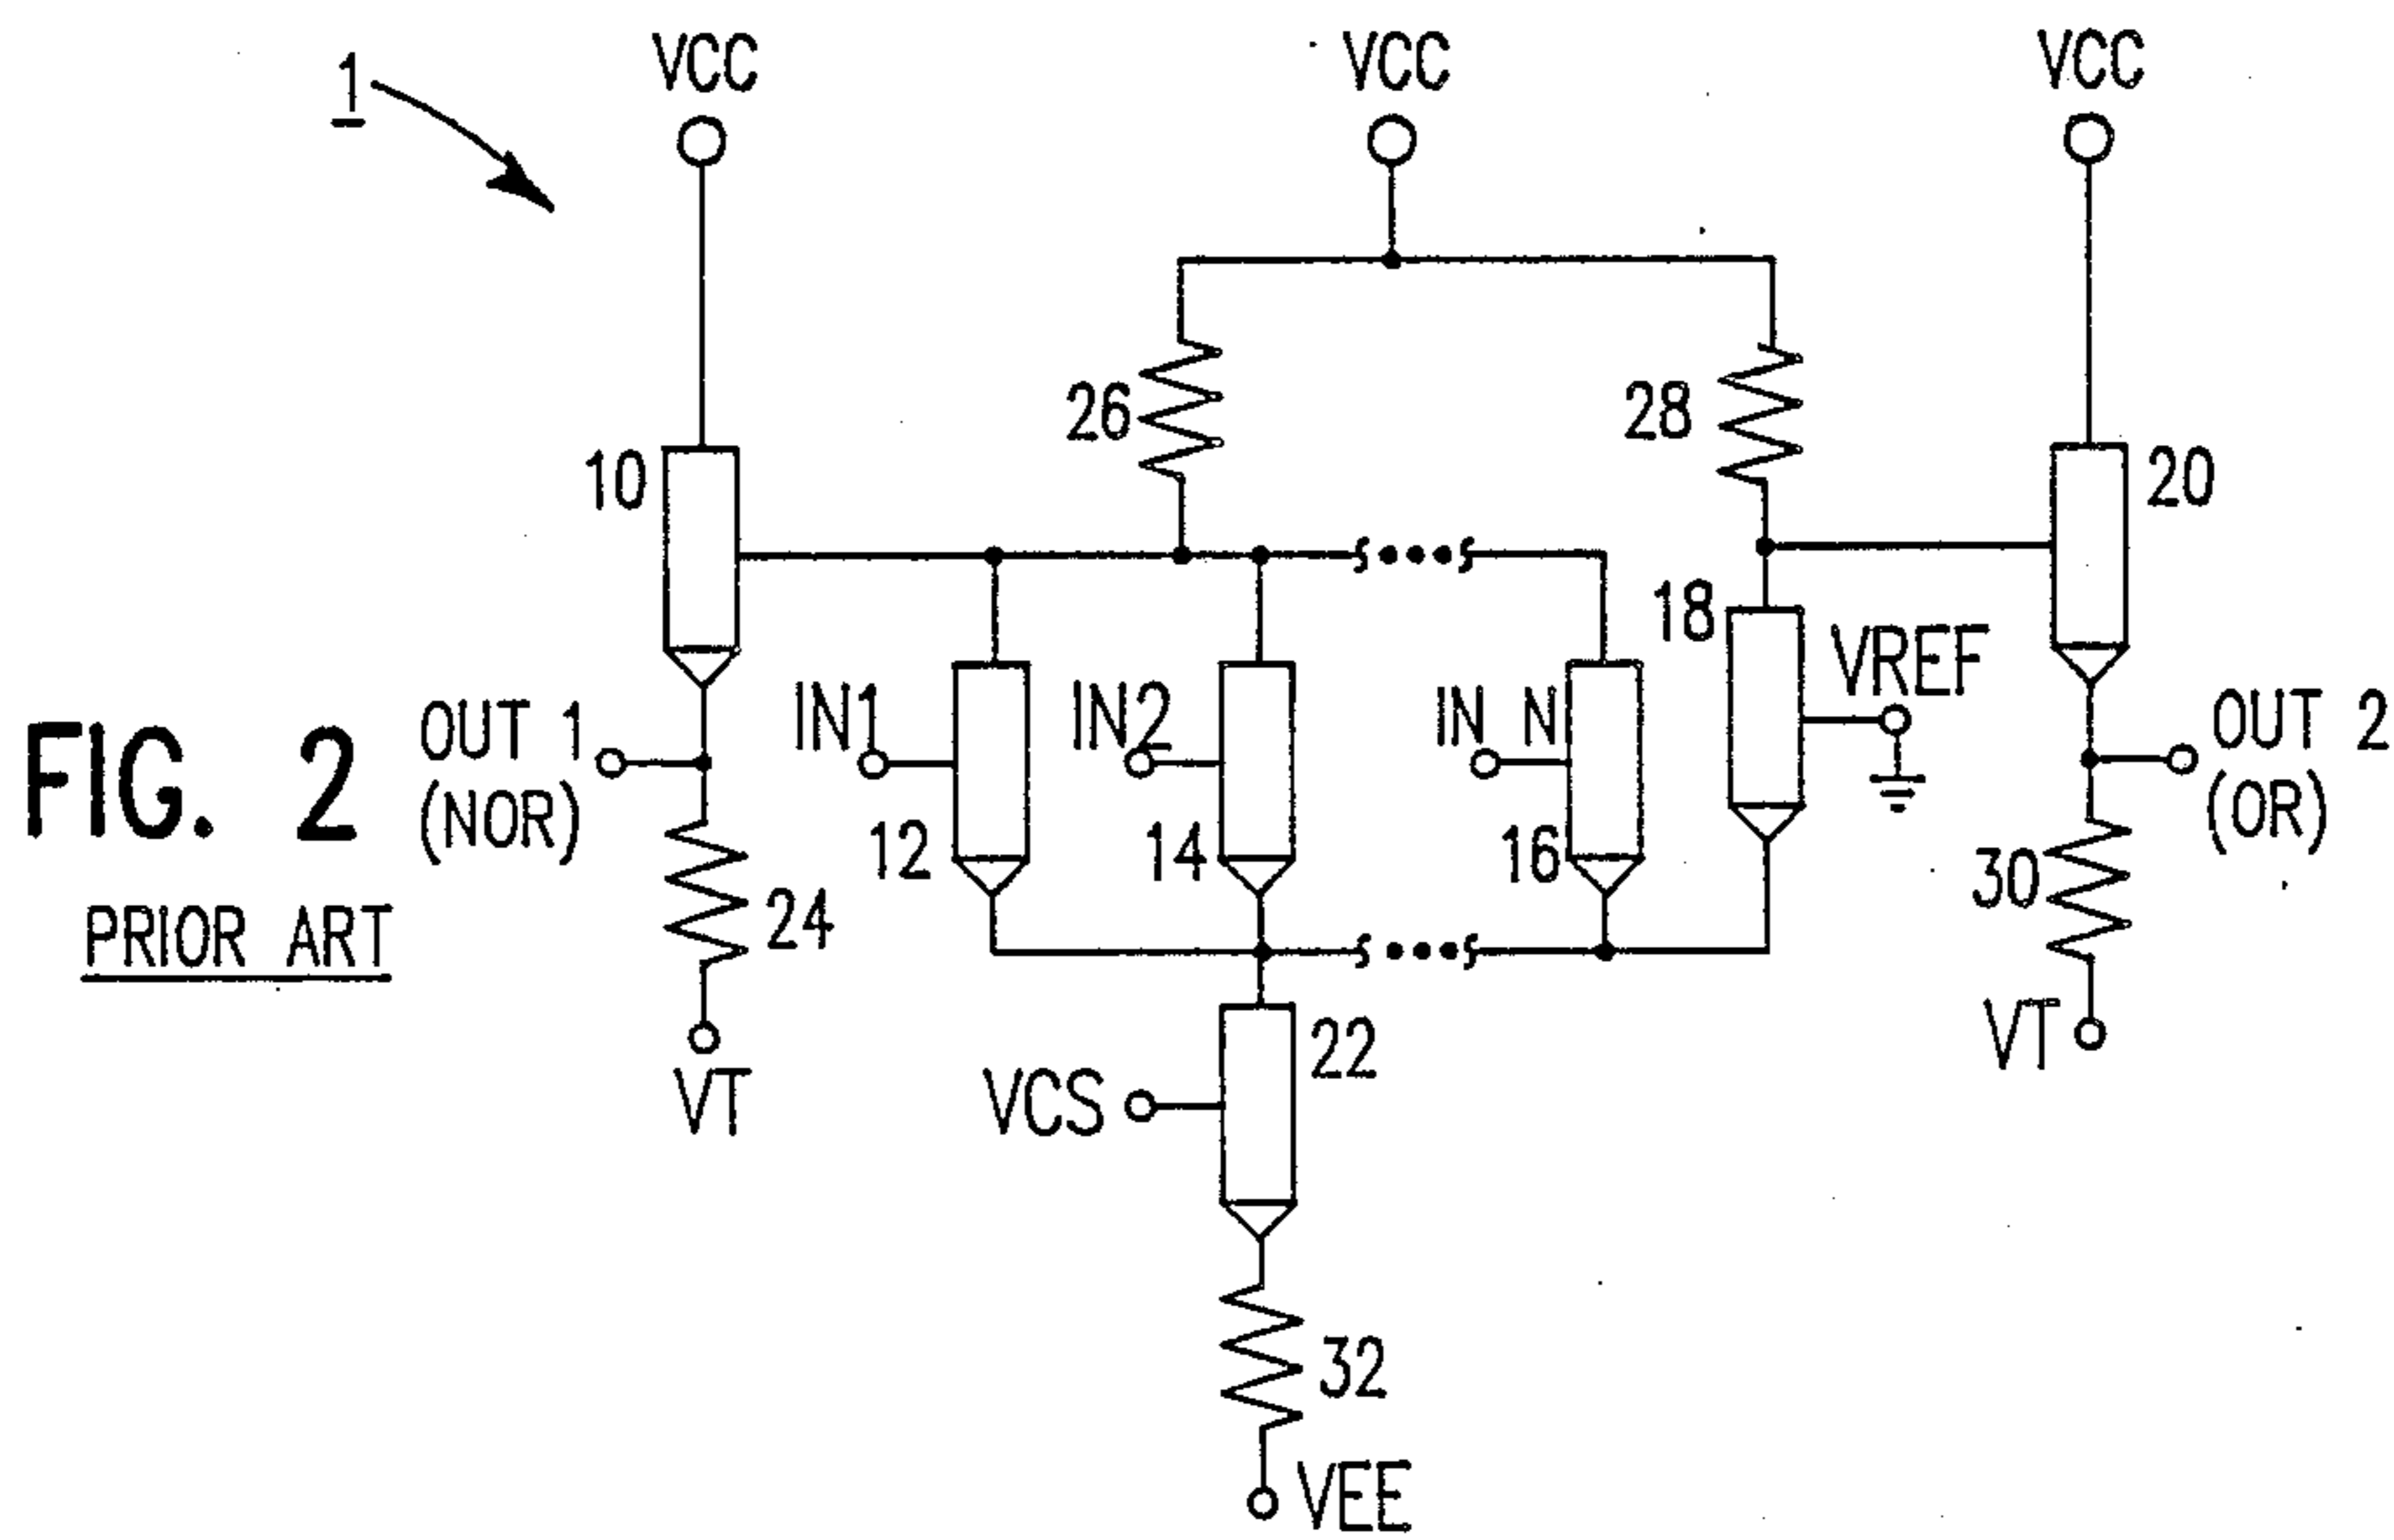 1
VCC
VCC
VCC
26
28
10
20
18
VREF
IN1
IN2
IN N
OUT 1
(NOR)
OUT 2
(OR)
FIG. 2
PRIOR ART
12
14
16
24
30
22
VCS
VT
VT
32
VEE